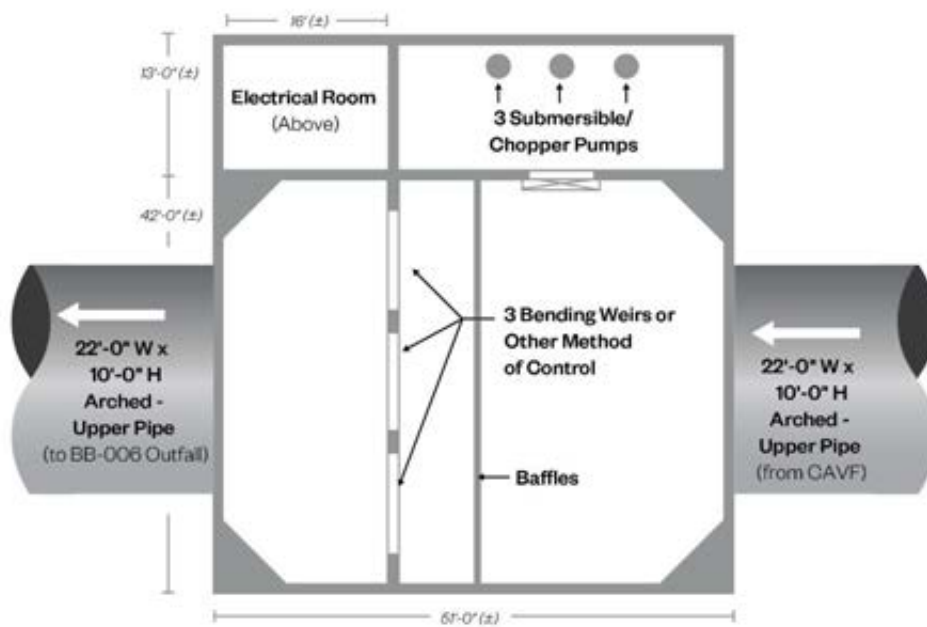 16' (±)
13'-0" (±)
Electrical Room
(Above)
3 Submersible/
Chopper Pumps
42'-0" (±)
3 Bending Weirs or
Other Method
of Control
22'-0" W x
10'-0" H
Arched -
Upper Pipe
(to BB-006 Outfall)
22'-0" W x
10'-0" H
Arched -
Upper Pipe
(from CAVF)
Baffles
61'-0" (±)